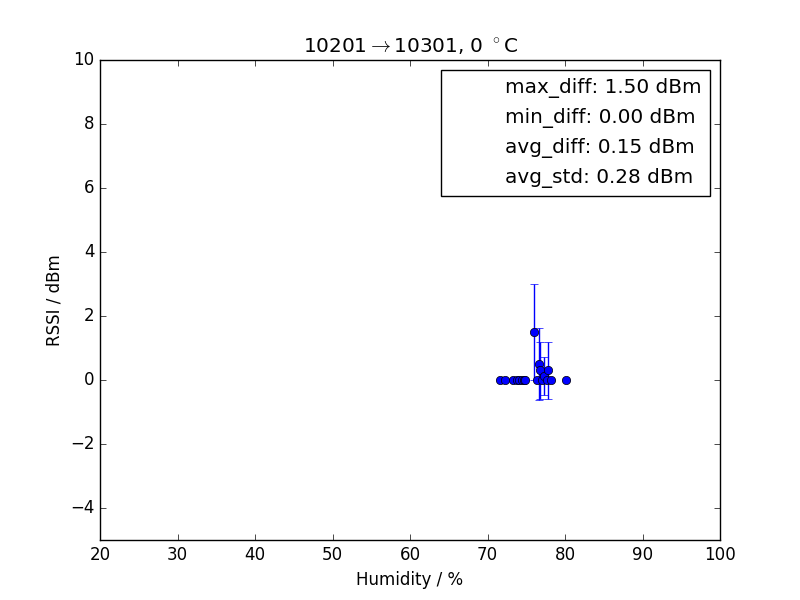 10201→10301, 0 °C
max_diff: 1.50 dBm
min_diff: 0.00 dBm
avg_diff: 0.15 dBm
avg_std: 0.28 dBm
10
8
6
4
2
0
−2
−4
RSSI / dBm
20 30 40 50 60 70 80 90 100
Humidity / %